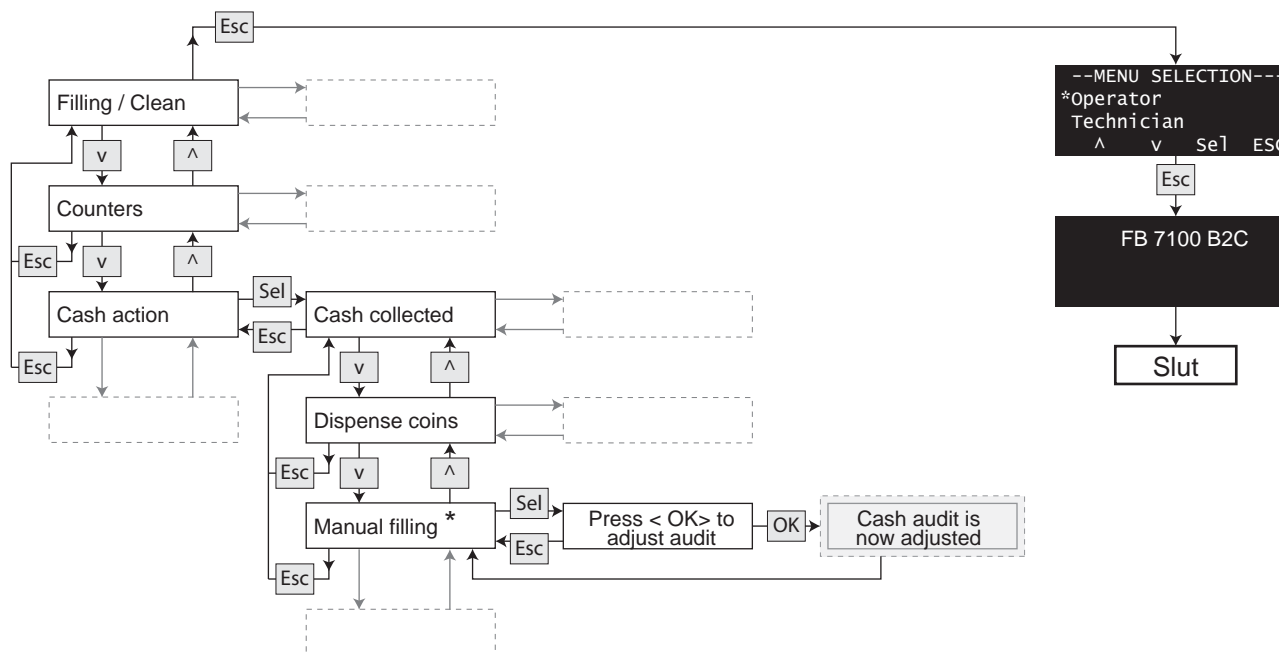 Esc
Filling / Clean
v
^
Counters
Esc
v
^
Cash action
Sel
Esc
Esc
Cash collected
v
^
Dispense coins
Esc
v
^
Manual filling *
Sel
Esc
Esc
Press < OK> to
adjust audit
OK
Cash audit is
now adjusted
--MENU SELECTION--
*Operator
Technician
^ v Sel ESC
Esc
FB 7100 B2C
Slut